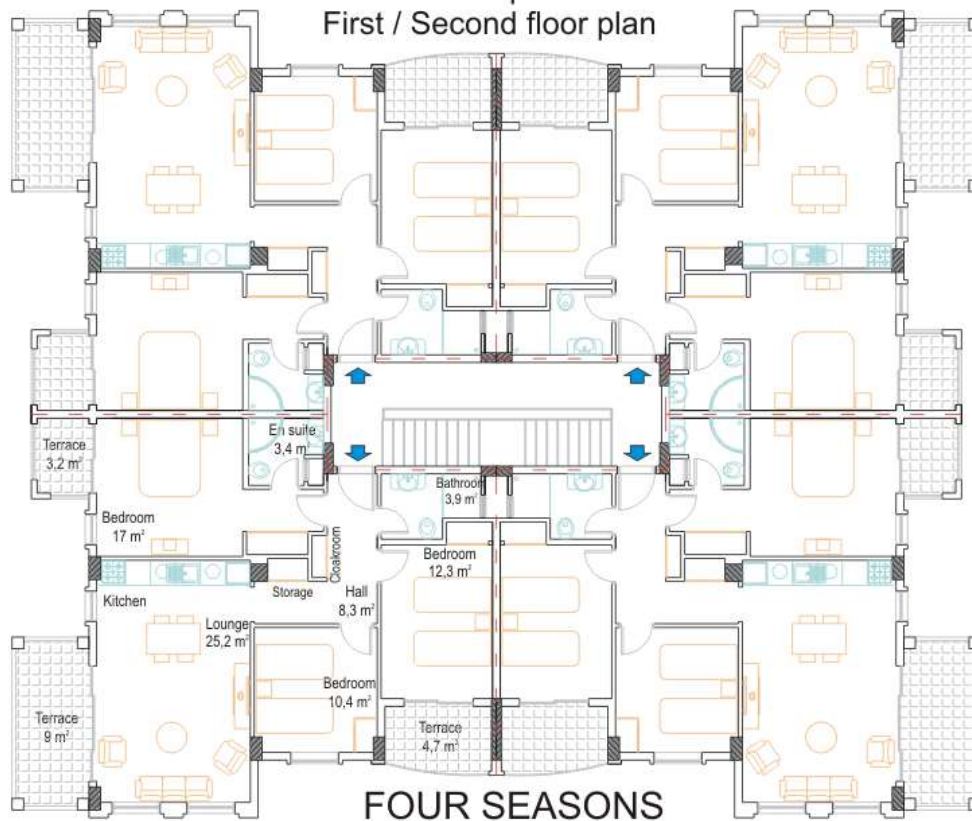 First / Second floor plan
En suite
3,4 m²
Terrace
3,2 m²
Bathroom
3,9 m²
Bedroom
17 m²
Bedroom
12,3 m²
Cloakroom
Storage
Hall
8,3 m²
Kitchen
Lounge
25,2 m²
Bedroom
10,4 m²
Terrace
9 m²
Terrace
4,7 m²
FOUR SEASONS